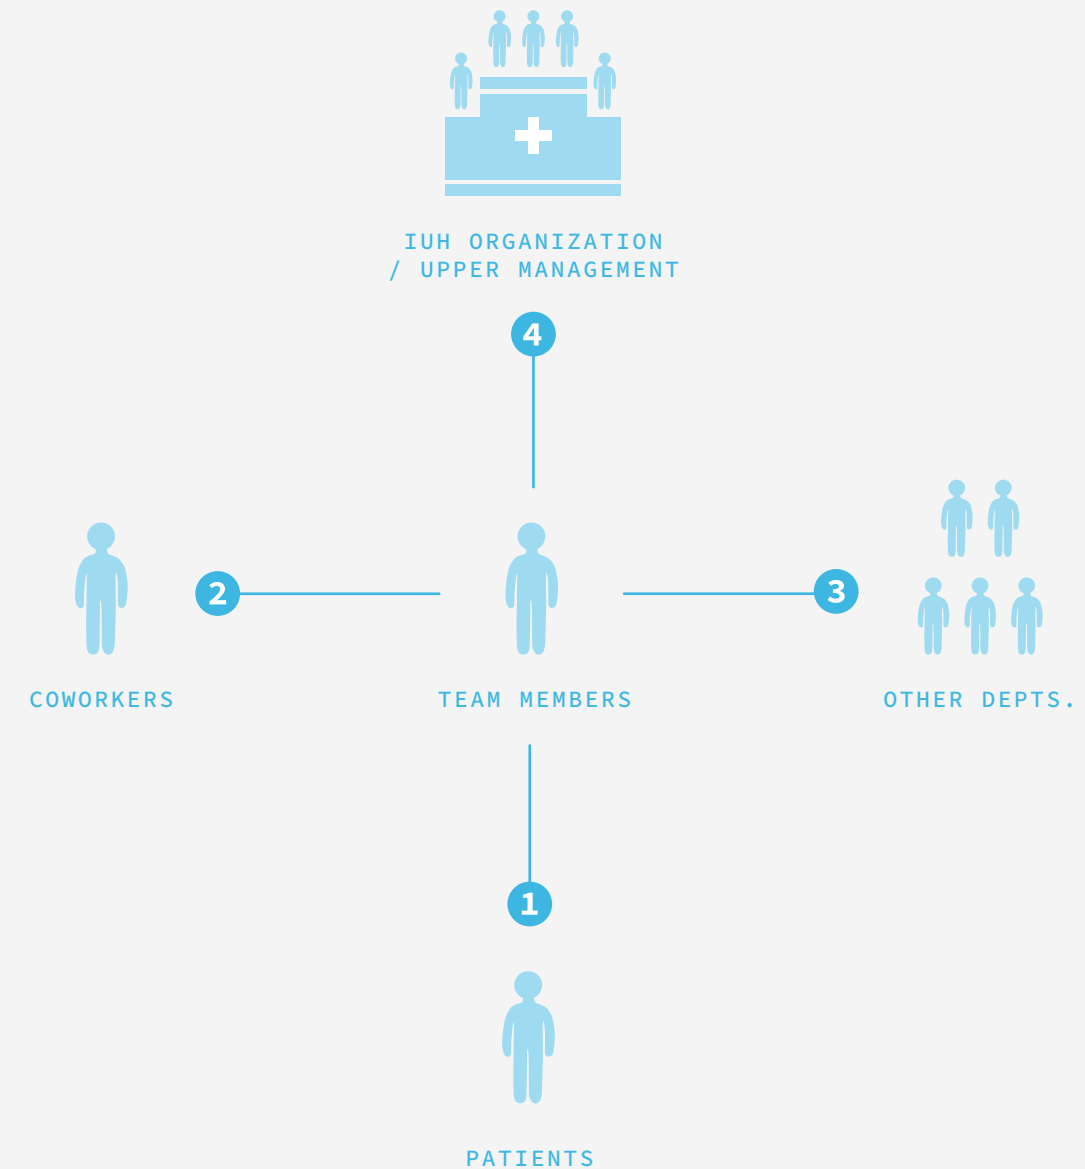 IUH ORGANIZATION
/ UPPER MANAGEMENT
4
2
3
COWORKERS
TEAM MEMBERS
OTHER DEPTS.
1
PATIENTS